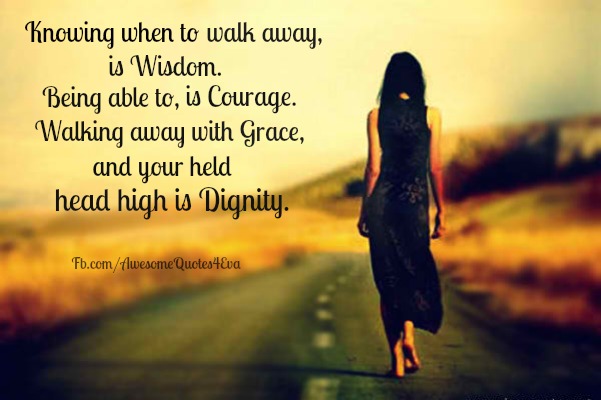 Knowing when to walk away,
is Wisdom.
Being able to, is Courage.
Walking away with Grace,
and your held
head high is Dignity.
Fb.com/AwesomeQuotes4Eva